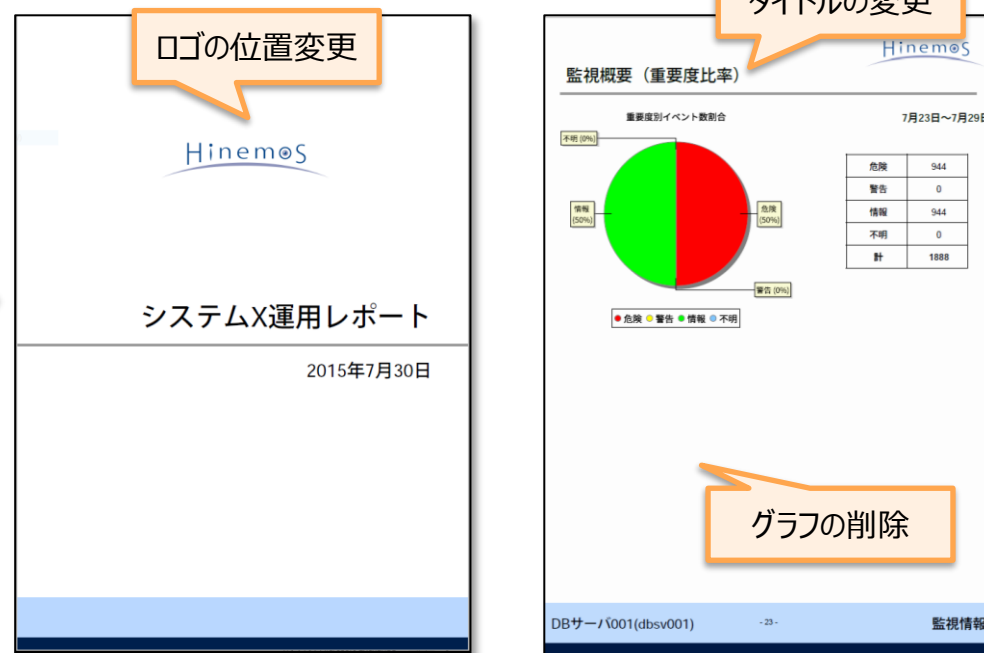 ロゴの位置変更
Hinemos
システムX運用レポート
2015年7月30日
タイトルの変更
Hinemos
監視概要（重要度比率）
重要度別イベント数割合
7月23日～7月29日
不明 (0%)
情報
(50%)
危険
(50%)
警告 (0%)
危険 警告 情報 不明
危険 944
警告 0
情報 944
不明 0
計 1888
グラフの削除
DBサーバ001(dbsv001)
- 23 -
監視情報